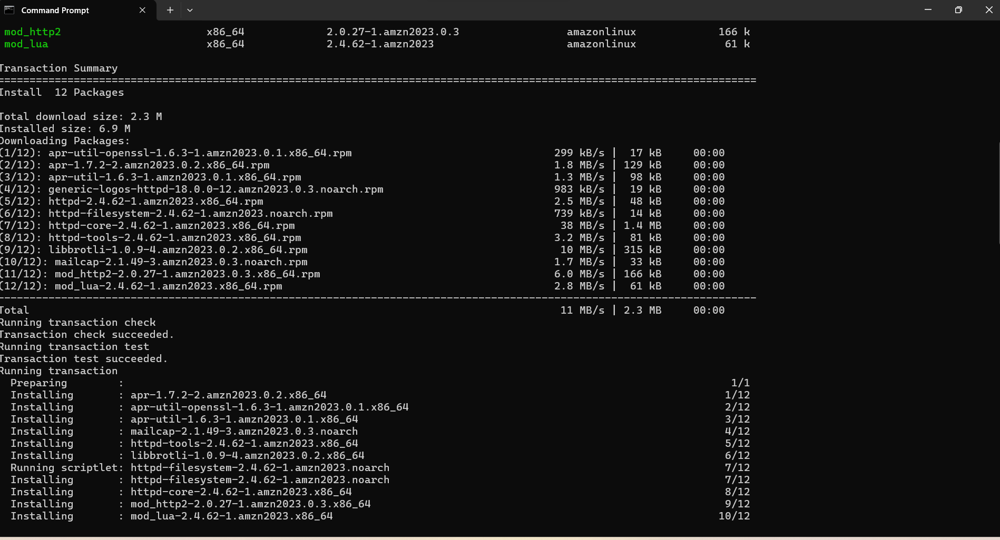 Command Prompt
mod_http2 x86_64 2.0.27-1.amzn2023.0.3 amazonlinux 166 k
mod_lua x86_64 2.4.62-1.amzn2023 amazonlinux 61 k
Transaction Summary
========================================================================================================================
Install  12 Packages
Total download size: 2.3 M
Installed size: 6.9 M
Downloading Packages:
(1/12): apr-util-openssl-1.6.3-1.amzn2023.0.1.x86_64.rpm 299 kB/s | 17 kB 00:00
(2/12): apr-1.7.2-2.amzn2023.0.2.x86_64.rpm 1.8 MB/s | 129 kB 00:00
(3/12): apr-util-1.6.3-1.amzn2023.0.1.x86_64.rpm 1.3 MB/s | 98 kB 00:00
(4/12): generic-logos-httpd-18.0.0-12.amzn2023.0.3.noarch.rpm 983 kB/s | 19 kB 00:00
(5/12): httpd-2.4.62-1.amzn2023.x86_64.rpm 2.5 MB/s | 48 kB 00:00
(6/12): httpd-filesystem-2.4.62-1.amzn2023.noarch.rpm 739 kB/s | 14 kB 00:00
(7/12): httpd-core-2.4.62-1.amzn2023.x86_64.rpm 38 MB/s | 1.4 MB 00:00
(8/12): httpd-tools-2.4.62-1.amzn2023.x86_64.rpm 3.2 MB/s | 81 kB 00:00
(9/12): libbrotli-1.0.9-4.amzn2023.0.2.x86_64.rpm 10 MB/s | 315 kB 00:00
(10/12): mailcap-2.1.49-3.amzn2023.0.3.noarch.rpm 1.7 MB/s | 33 kB 00:00
(11/12): mod_http2-2.0.27-1.amzn2023.0.3.x86_64.rpm 6.0 MB/s | 166 kB 00:00
(12/12): mod_lua-2.4.62-1.amzn2023.x86_64.rpm 2.8 MB/s | 61 kB 00:00
------------------------------------------------------------------------------------------------------------------------
Total 11 MB/s | 2.3 MB 00:00
Running transaction check
Transaction check succeeded.
Running transaction test
Transaction test succeeded.
Running transaction
Preparing : 1/1
Installing : apr-1.7.2-2.amzn2023.0.2.x86_64 1/12
Installing : apr-util-openssl-1.6.3-1.amzn2023.0.1.x86_64 2/12
Installing : apr-util-1.6.3-1.amzn2023.0.1.x86_64 3/12
Installing : mailcap-2.1.49-3.amzn2023.0.3.noarch 4/12
Installing : httpd-tools-2.4.62-1.amzn2023.x86_64 5/12
Installing : libbrotli-1.0.9-4.amzn2023.0.2.x86_64 6/12
Running scriptlet: httpd-filesystem-2.4.62-1.amzn2023.noarch 7/12
Installing : httpd-filesystem-2.4.62-1.amzn2023.noarch 7/12
Installing : httpd-core-2.4.62-1.amzn2023.x86_64 8/12
Installing : mod_http2-2.0.27-1.amzn2023.0.3.x86_64 9/12
Installing : mod_lua-2.4.62-1.amzn2023.x86_64 10/12